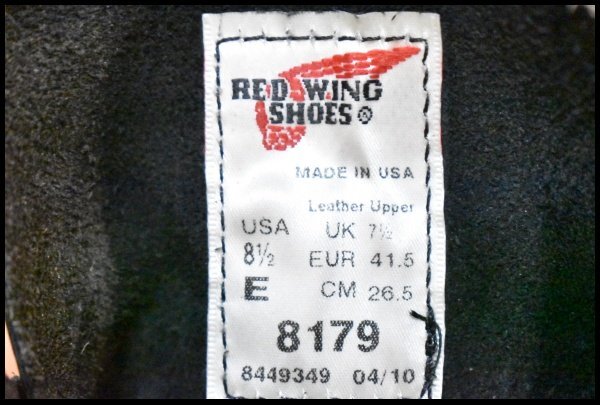 RED WING
SHOES ®
MADE IN USA
Leather Upper
USA UK 7½
8½ EUR 41.5
E CM 26.5
8179
8449349 04/10